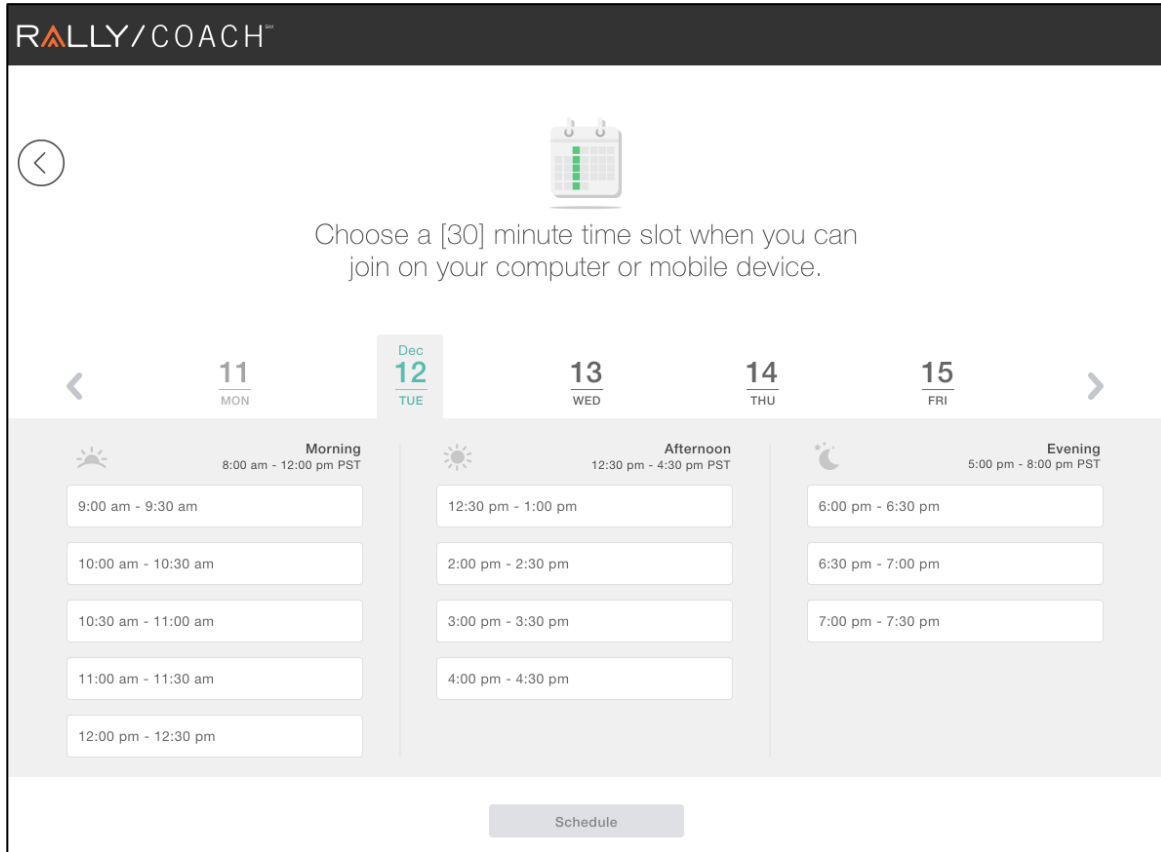 RALLY/COACH℠
Choose a [30] minute time slot when you can
join on your computer or mobile device.
11
MON
Dec
12
TUE
13
WED
14
THU
15
FRI
Morning
8:00 am - 12:00 pm PST
9:00 am - 9:30 am
10:00 am - 10:30 am
10:30 am - 11:00 am
11:00 am - 11:30 am
12:00 pm - 12:30 pm
Afternoon
12:30 pm - 4:30 pm PST
12:30 pm - 1:00 pm
2:00 pm - 2:30 pm
3:00 pm - 3:30 pm
4:00 pm - 4:30 pm
Evening
5:00 pm - 8:00 pm PST
6:00 pm - 6:30 pm
6:30 pm - 7:00 pm
7:00 pm - 7:30 pm
Schedule